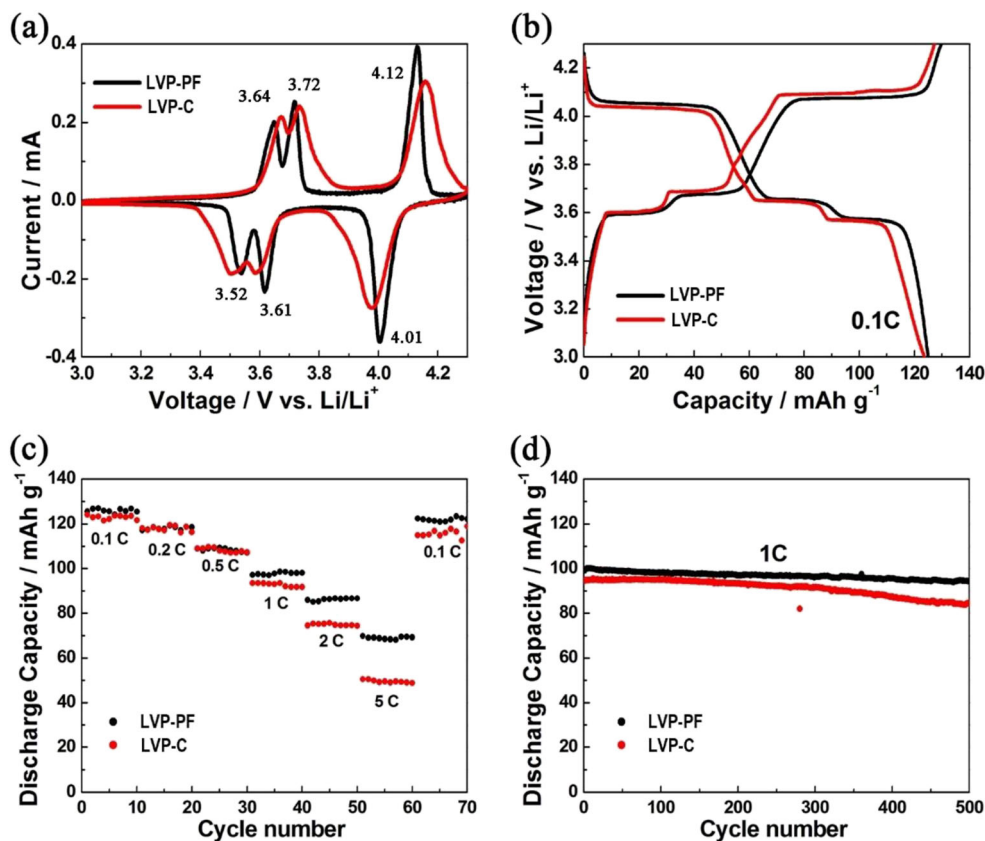 (a)
0.4
0.2
0.0
-0.2
-0.4
Current / mA
LVP-PF
LVP-C
3.64
3.72
4.12
3.52
3.61
4.01
3.0 3.2 3.4 3.6 3.8 4.0 4.2
Voltage / V vs. Li/Li⁺
(b)
4.2
3.9
3.6
3.3
3.0
Voltage / V vs. Li/Li⁺
LVP-PF
LVP-C
0.1C
0 20 40 60 80 100 120 140
Capacity / mAh g⁻¹
(c)
140
120
100
80
60
40
20
0
Discharge Capacity / mAh g⁻¹
0.1 C
0.2 C
0.5 C
1 C
2 C
5 C
0.1 C
LVP-PF
LVP-C
0 10 20 30 40 50 60 70
Cycle number
(d)
140
120
100
80
60
40
20
0
Discharge Capacity / mAh g⁻¹
1C
LVP-PF
LVP-C
0 100 200 300 400 500
Cycle number